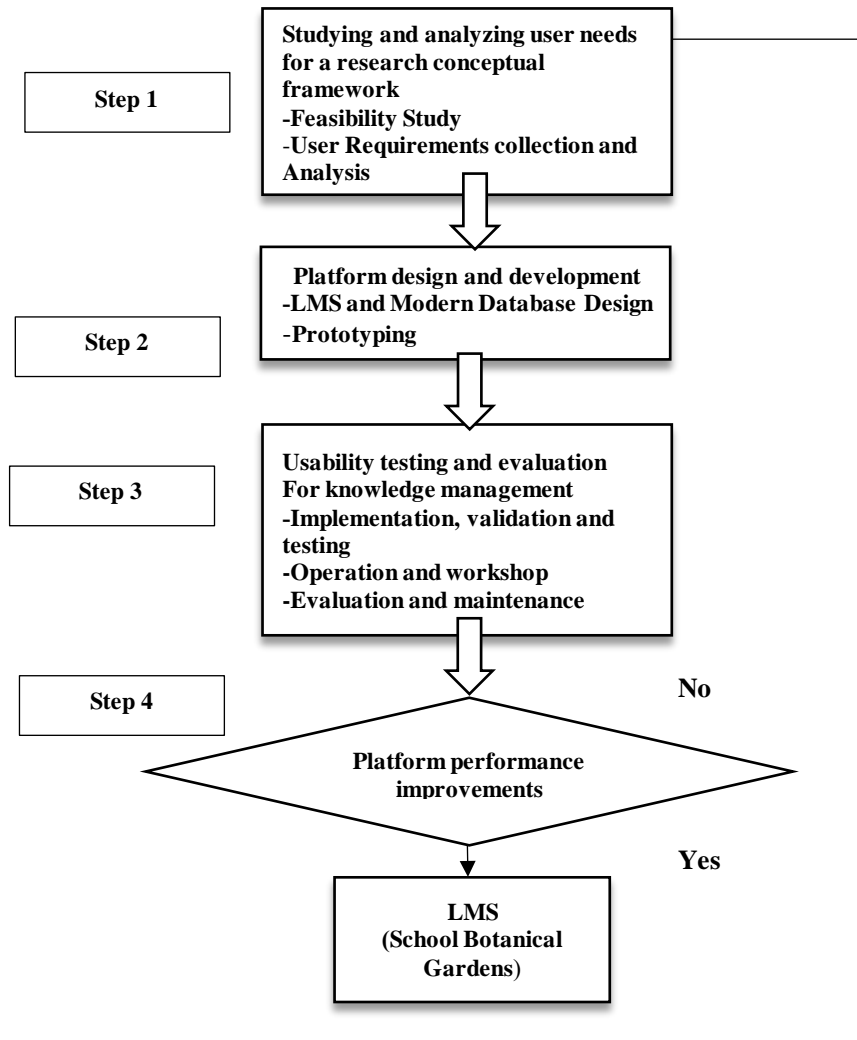 Studying and analyzing user needs
for a research conceptual
framework
-Feasibility Study
-User Requirements collection and
Analysis
Step 1
Platform design and development
-LMS and Modern Database Design
-Prototyping
Step 2
Usability testing and evaluation
For knowledge management
-Implementation, validation and
testing
-Operation and workshop
-Evaluation and maintenance
Step 3
Step 4
No
Platform performance
improvements
Yes
LMS
(School Botanical
Gardens)